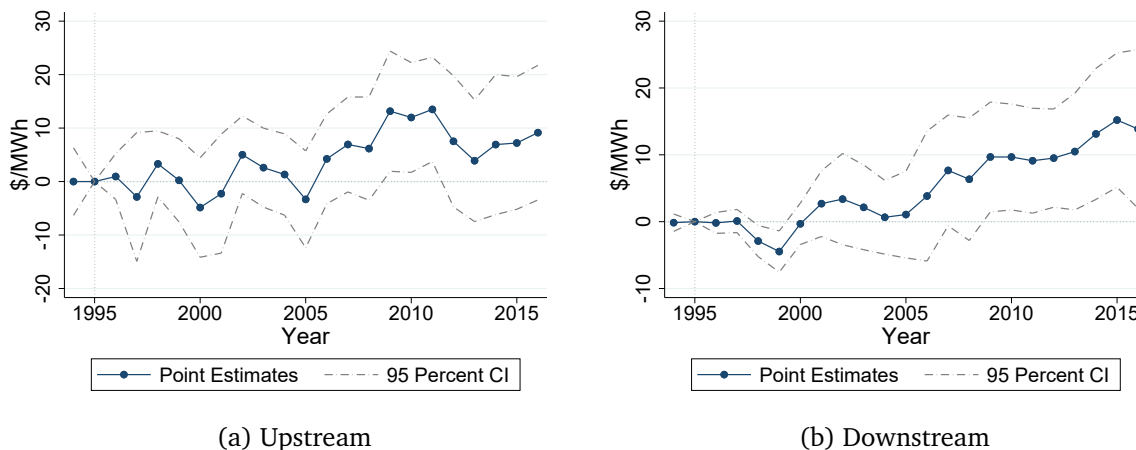 30
20
10
0
-10
-20
$/MWh
1995 2000 2005 2010 2015
Year
Point Estimates 95 Percent CI
(a) Upstream
30
20
10
0
-10
$/MWh
1995 2000 2005 2010 2015
Year
Point Estimates 95 Percent CI
(b) Downstream